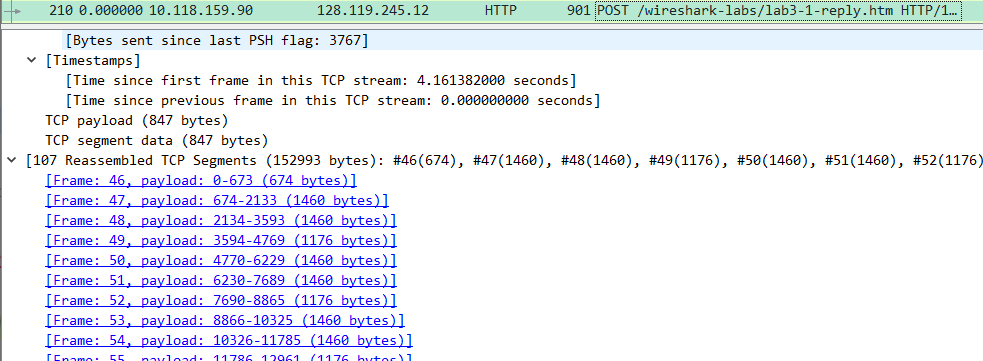 210 0.000000 10.118.159.90 128.119.245.12 HTTP 901 POST /wireshark-labs/lab3-1-reply.htm HTTP/1…
[Bytes sent since last PSH flag: 3767]
[Timestamps]
[Time since first frame in this TCP stream: 4.161382000 seconds]
[Time since previous frame in this TCP stream: 0.000000000 seconds]
TCP payload (847 bytes)
TCP segment data (847 bytes)
[107 Reassembled TCP Segments (152993 bytes): #46(674), #47(1460), #48(1460), #49(1176), #50(1460), #51(1460), #52(1176)
[Frame: 46, payload: 0-673 (674 bytes)]
[Frame: 47, payload: 674-2133 (1460 bytes)]
[Frame: 48, payload: 2134-3593 (1460 bytes)]
[Frame: 49, payload: 3594-4769 (1176 bytes)]
[Frame: 50, payload: 4770-6229 (1460 bytes)]
[Frame: 51, payload: 6230-7689 (1460 bytes)]
[Frame: 52, payload: 7690-8865 (1176 bytes)]
[Frame: 53, payload: 8866-10325 (1460 bytes)]
[Frame: 54, payload: 10326-11785 (1460 bytes)]
[Frame: 55, payload: 11786-12961 (1176 bytes)]